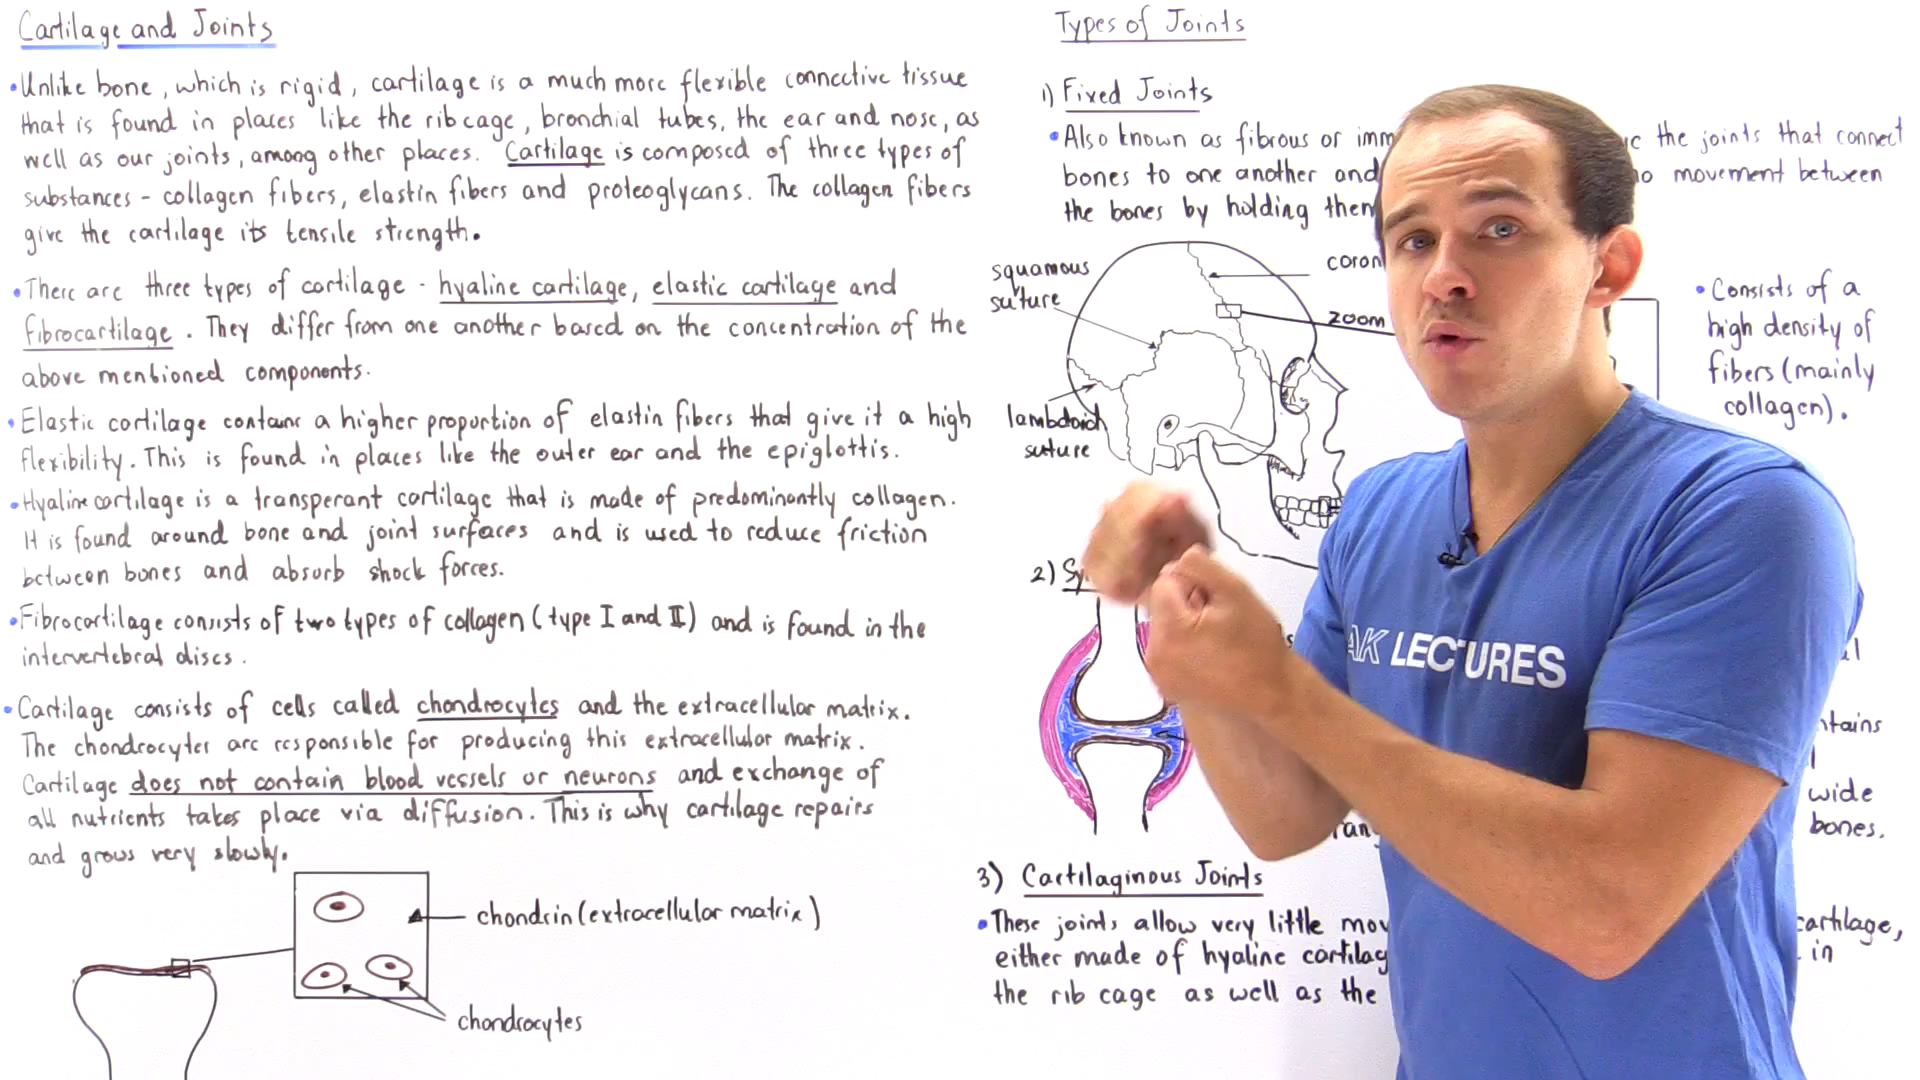 Cartilage and Joints
•Unlike bone, which is rigid, cartilage is a much more flexible connective tissue
that is found in places like the rib cage, bronchial tubes, the ear and nose, as
well as our joints, among other places. Cartilage is composed of three types of
substances - collagen fibers, elastin fibers and proteoglycans. The collagen fibers
give the cartilage its tensile strength.
•There are three types of cartilage - hyaline cartilage, elastic cartilage and
fibrocartilage. They differ from one another based on the concentration of the
above mentioned components.
•Elastic cartilage contains a higher proportion of elastin fibers that give it a high
flexibility. This is found in places like the outer ear and the epiglottis.
•Hyaline cartilage is a transperant cartilage that is made of predominantly collagen.
It is found around bone and joint surfaces and is used to reduce friction
between bones and absorb shock forces.
•Fibrocartilage consists of two types of collagen (type I and II) and is found in the
intervertebral discs.
•Cartilage consists of cells called chondrocytes and the extracellular matrix.
The chondrocytes are responsible for producing this extracellular matrix.
Cartilage does not contain blood vessels or neurons and exchange of
all nutrients takes place via diffusion. This is why cartilage repairs
and grows very slowly.
chondrin (extracellular matrix)
chondrocytes
Types of Joints
1) Fixed Joints
•Also known as fibrous or imm the joints that connect
bones to one another and no movement between
the bones by holding them
squamous
suture
coron
zoom
lambdoid
suture
•Consists of a
high density of
fibers (mainly
collagen).
2) Sy
ntains
wide
ran
bones.
3) Cartilaginous Joints
•These joints allow very little mov cartilage,
either made of hyaline cartilag in
the rib cage as well as the
AK LECTURES